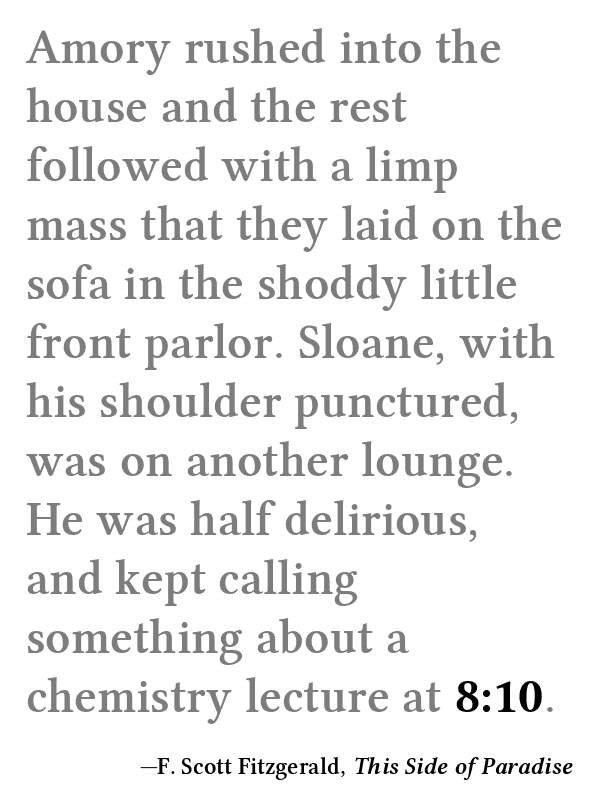 Amory rushed into the
house and the rest
followed with a limp
mass that they laid on the
sofa in the shoddy little
front parlor. Sloane, with
his shoulder punctured,
was on another lounge.
He was half delirious,
and kept calling
something about a
chemistry lecture at 8:10.
—F. Scott Fitzgerald, This Side of Paradise